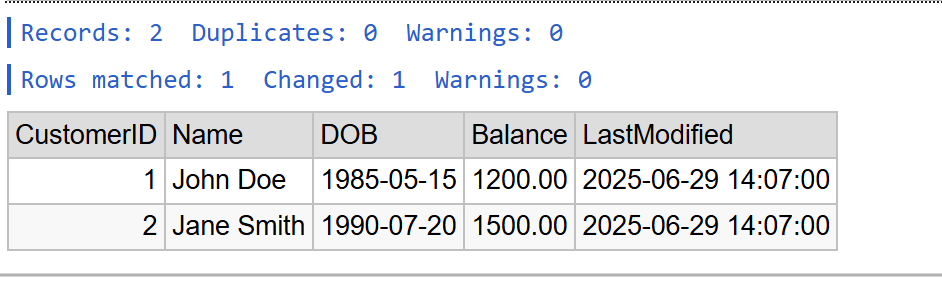 Records: 2  Duplicates: 0  Warnings: 0
Rows matched: 1  Changed: 1  Warnings: 0
CustomerID Name DOB Balance LastModified
1 John Doe 1985-05-15 1200.00 2025-06-29 14:07:00
2 Jane Smith 1990-07-20 1500.00 2025-06-29 14:07:00